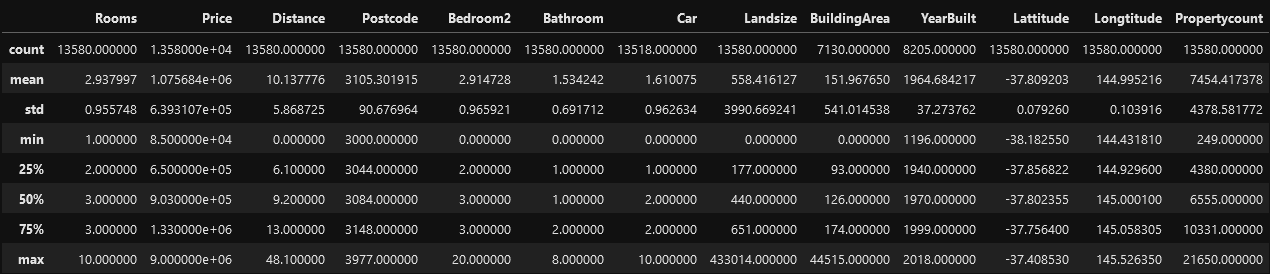 Rooms Price Distance Postcode Bedroom2 Bathroom Car Landsize BuildingArea YearBuilt Lattitude Longtitude Propertycount
count 13580.000000 1.358000e+04 13580.000000 13580.000000 13580.000000 13580.000000 13518.000000 13580.000000 7130.000000 8205.000000 13580.000000 13580.000000 13580.000000
mean 2.937997 1.075684e+06 10.137776 3105.301915 2.914728 1.534242 1.610075 558.416127 151.967650 1964.684217 -37.809203 144.995216 7454.417378
std 0.955748 6.393107e+05 5.868725 90.676964 0.965921 0.691712 0.962634 3990.669241 541.014538 37.273762 0.079260 0.103916 4378.581772
min 1.000000 8.500000e+04 0.000000 3000.000000 0.000000 0.000000 0.000000 0.000000 0.000000 1196.000000 -38.182550 144.431810 249.000000
25% 2.000000 6.500000e+05 6.100000 3044.000000 2.000000 1.000000 1.000000 177.000000 93.000000 1940.000000 -37.856822 144.929600 4380.000000
50% 3.000000 9.030000e+05 9.200000 3084.000000 3.000000 1.000000 2.000000 440.000000 126.000000 1970.000000 -37.802355 145.000100 6555.000000
75% 3.000000 1.330000e+06 13.000000 3148.000000 3.000000 2.000000 2.000000 651.000000 174.000000 1999.000000 -37.756400 145.058305 10331.000000
max 10.000000 9.000000e+06 48.100000 3977.000000 20.000000 8.000000 10.000000 433014.000000 44515.000000 2018.000000 -37.408530 145.526350 21650.000000